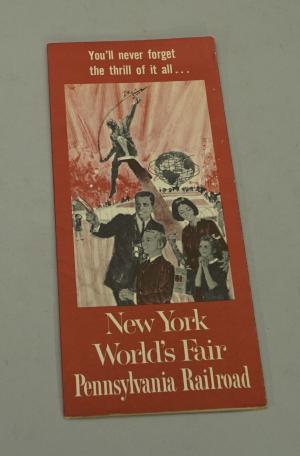 You'll never forget
the thrill of it all...
New York
World's Fair
Pennsylvania Railroad